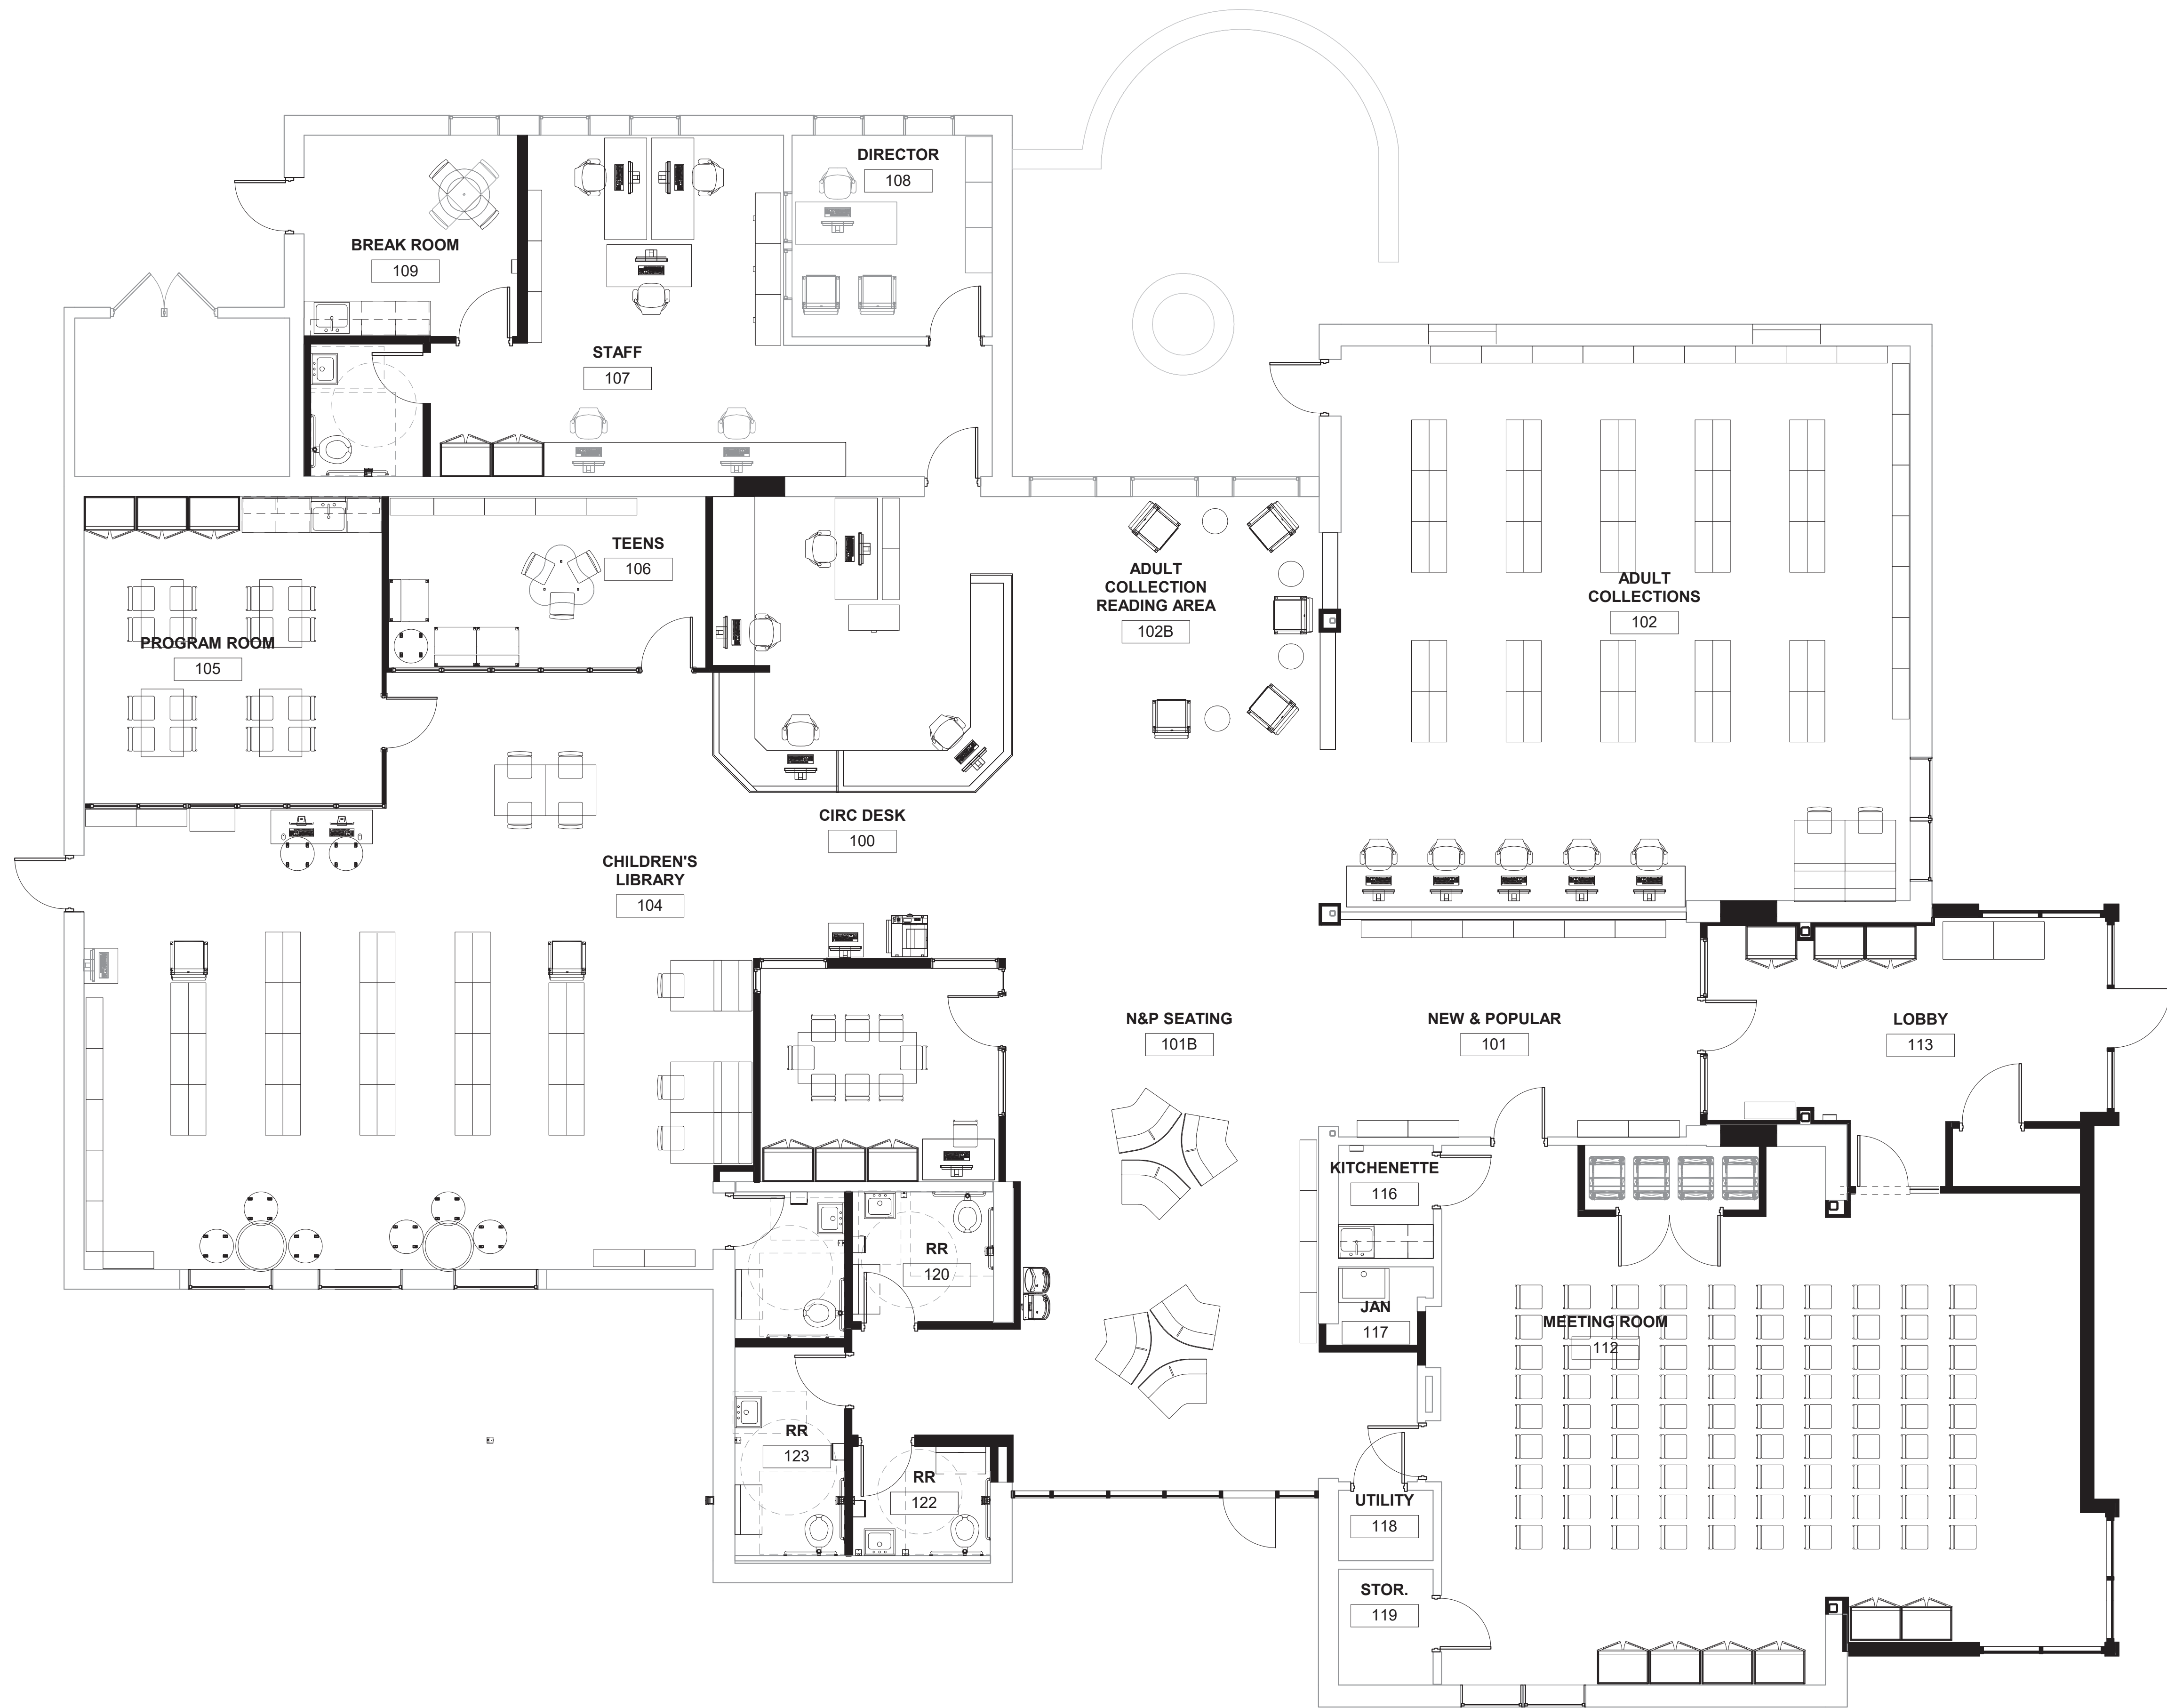 DIRECTOR
108
BREAK ROOM
109
STAFF
107
TEENS
106
PROGRAM ROOM
105
ADULT
COLLECTION
READING AREA
102B
ADULT
COLLECTIONS
102
CIRC DESK
100
CHILDREN'S
LIBRARY
104
N&P SEATING
101B
NEW & POPULAR
101
LOBBY
113
KITCHENETTE
116
RR
120
JAN
117
MEETING ROOM
112
RR
123
RR
122
UTILITY
118
STOR.
119